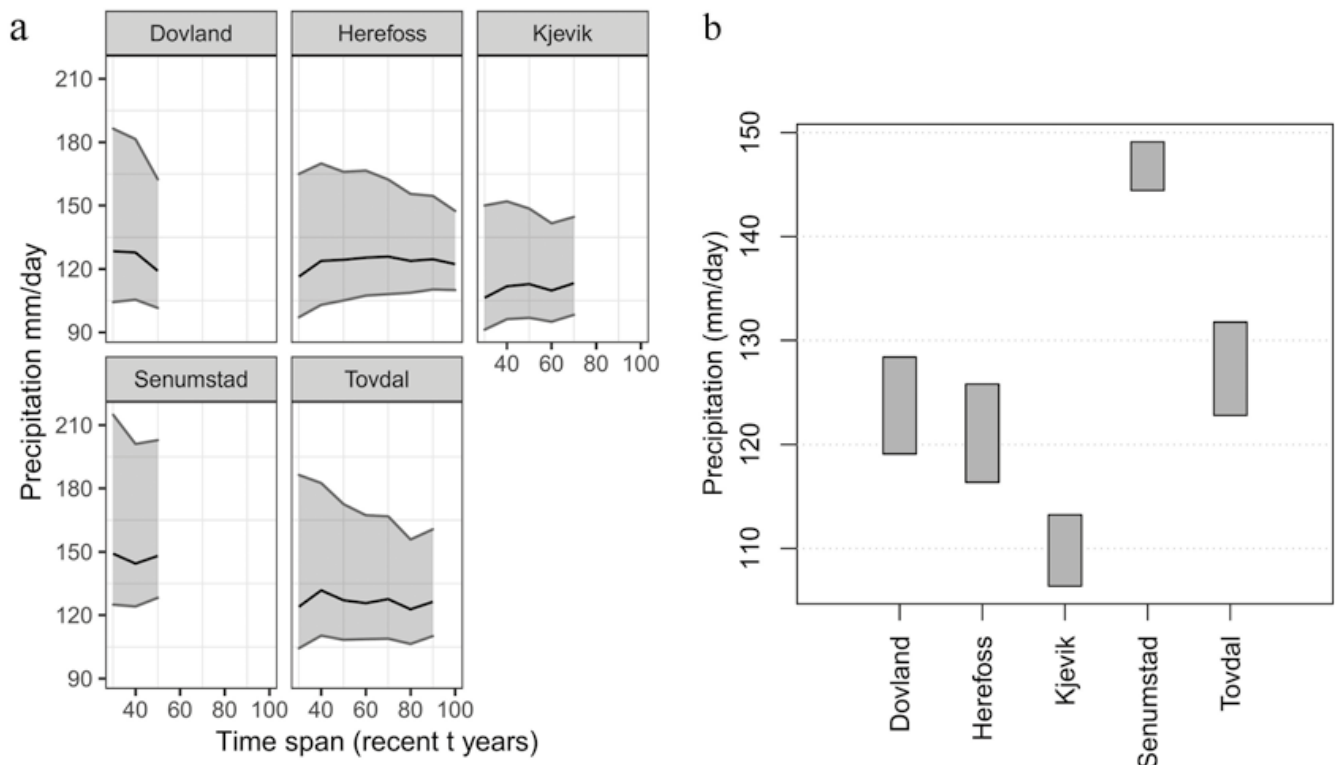 a
Dovland
Herefoss
Kjevik
Precipitation mm/day
210
180
150
120
90
40 60 80 100
Senumstad
Tovdal
210
180
150
120
90
40 60 80 100
40 60 80 100
Time span (recent t years)
b
Precipitation (mm/day)
150
140
130
120
110
Dovland
Herefoss
Kjevik
Senumstad
Tovdal